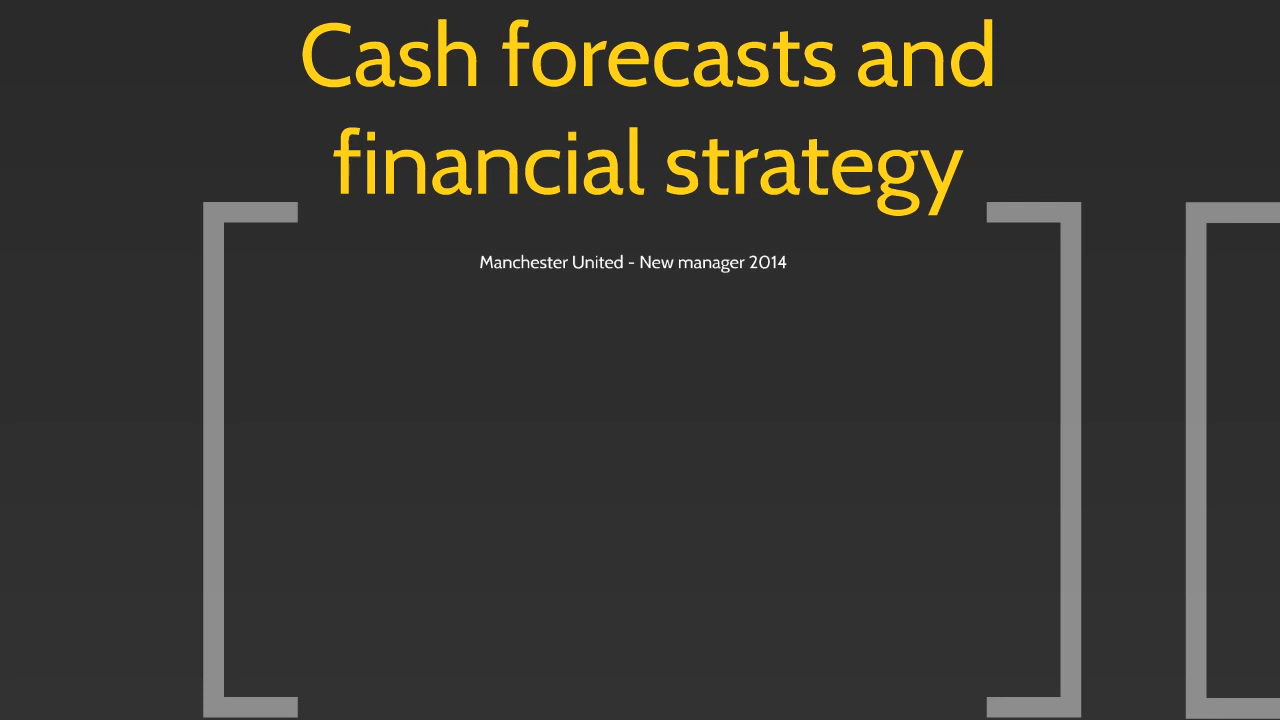 Cash forecasts and
financial strategy
Manchester United - New manager 2014